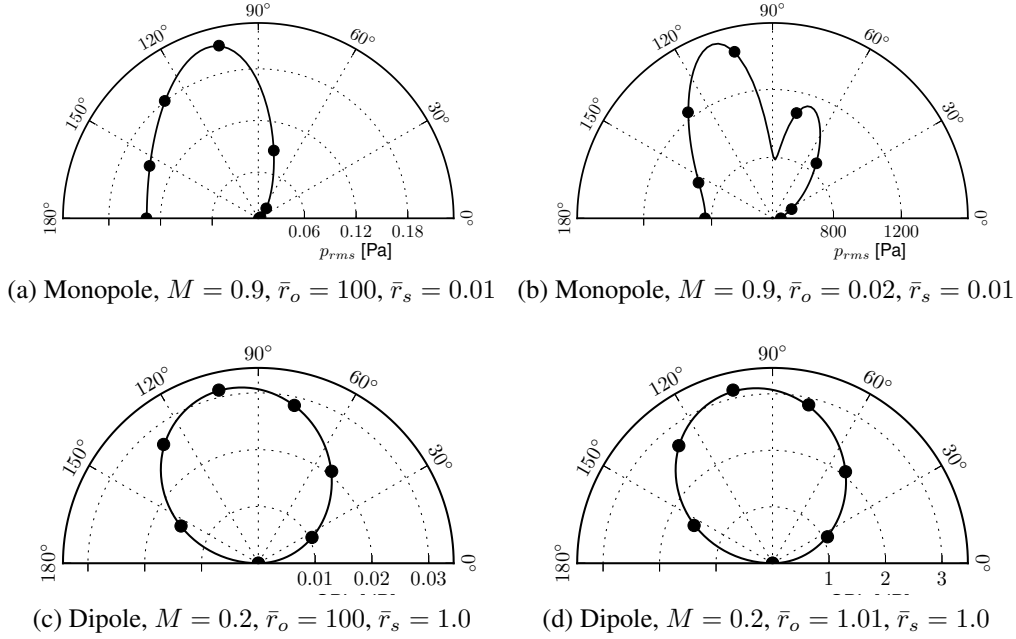 90°
120° 60°
150° 30°
180° 0°
0.06 0.12 0.18
p_rms [Pa]
(a) Monopole, M = 0.9, r̄_o = 100, r̄_s = 0.01
90°
120° 60°
150° 30°
180° 0°
800 1200
p_rms [Pa]
(b) Monopole, M = 0.9, r̄_o = 0.02, r̄_s = 0.01
90°
120° 60°
150° 30°
180° 0°
0.01 0.02 0.03
(c) Dipole, M = 0.2, r̄_o = 100, r̄_s = 1.0
90°
120° 60°
150° 30°
180° 0°
1 2 3
(d) Dipole, M = 0.2, r̄_o = 1.01, r̄_s = 1.0